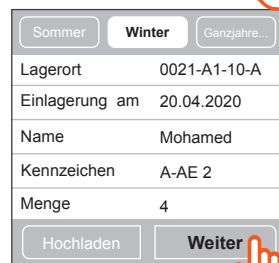 Sommer Winter Ganzjahre...
Lagerort 0021-A1-10-A
Einlagerung am 20.04.2020
Name Mohamed
Kennzeichen A-AE 2
Menge 4
Hochladen Weiter